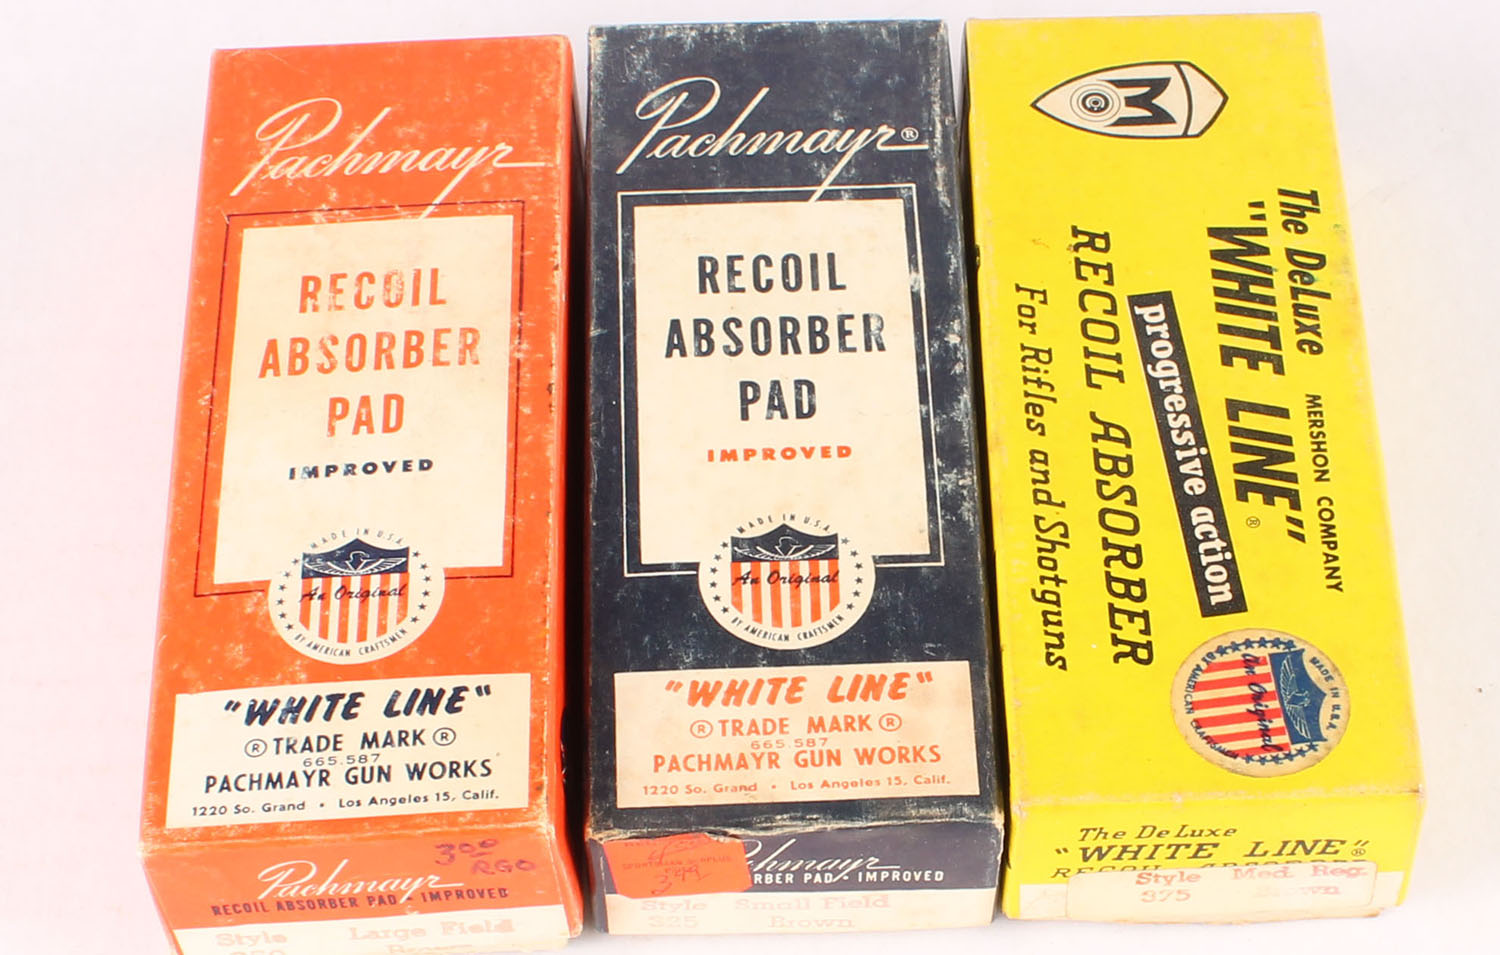 Pachmayr
RECOIL
ABSORBER
PAD
IMPROVED
MADE IN U.S.A.
An Original
BY AMERICAN CRAFTSMEN
"WHITE LINE"
® TRADE MARK ®
665.587
PACHMAYR GUN WORKS
1220 So. Grand • Los Angeles 15, Calif.
3⁰⁰
RGO
Pachmayr
RECOIL ABSORBER PAD • IMPROVED
Style Large Field
Pachmayr®
RECOIL
ABSORBER
PAD
IMPROVED
MADE IN U.S.A.
An Original
BY AMERICAN CRAFTSMEN
"WHITE LINE"
® TRADE MARK ®
665.587
PACHMAYR GUN WORKS
1220 So. Grand • Los Angeles 15, Calif.
chmayr
RBER PAD • IMPROVED
Style Small Field
325 Brown
M
C
The DeLuxe MERSHON COMPANY
"WHITE LINE"®
progressive action
RECOIL ABSORBER
For Rifles and Shotguns
MADE IN U.S.A.
An Original
BY AMERICAN CRAFTSMEN
The DeLuxe
"WHITE LINE"®
Style Med. Reg.
375 Brown